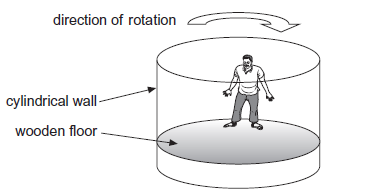 direction of rotation
cylindrical wall
wooden floor